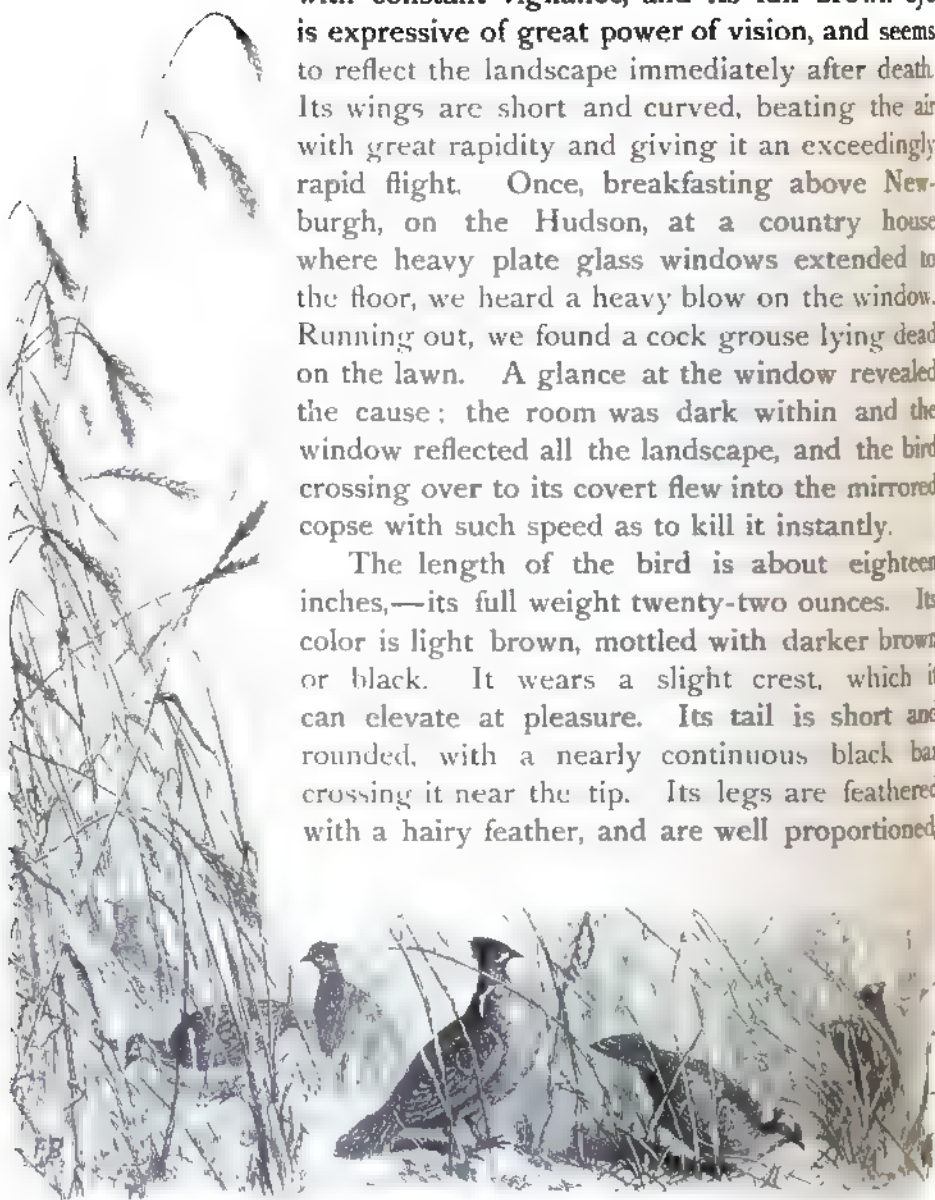 with constant vigilance, and its full brown eye
is expressive of great power of vision, and seems
to reflect the landscape immediately after death.
Its wings are short and curved, beating the air
with great rapidity and giving it an exceedingly
rapid flight. Once, breakfasting above New-
burgh, on the Hudson, at a country house
where heavy plate glass windows extended to
the floor, we heard a heavy blow on the window.
Running out, we found a cock grouse lying dead
on the lawn. A glance at the window revealed
the cause: the room was dark within and the
window reflected all the landscape, and the bird
crossing over to its covert flew into the mirrored
copse with such speed as to kill it instantly.
The length of the bird is about eighteen
inches,—its full weight twenty-two ounces. Its
color is light brown, mottled with darker brown
or black. It wears a slight crest, which it
can elevate at pleasure. Its tail is short and
rounded, with a nearly continuous black bar
crossing it near the tip. Its legs are feathered
with a hairy feather, and are well proportioned